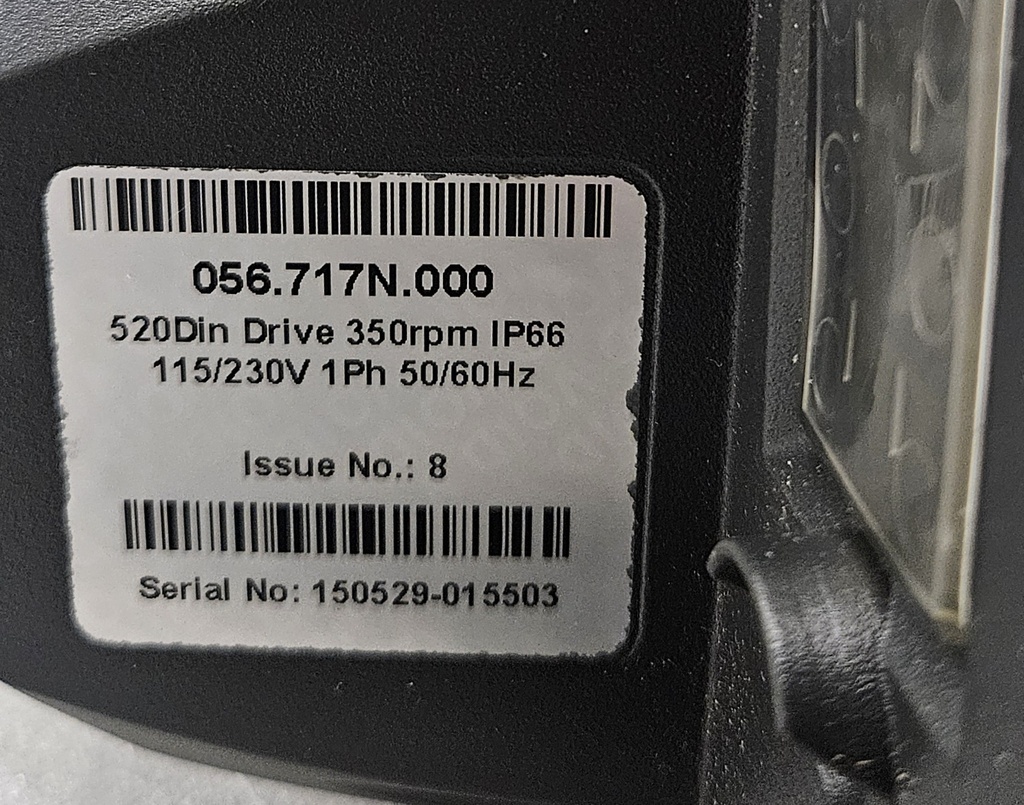 056.717N.000
520Din Drive 350rpm IP66
115/230V 1Ph 50/60Hz
Issue No.: 8
Serial No: 150529-015503